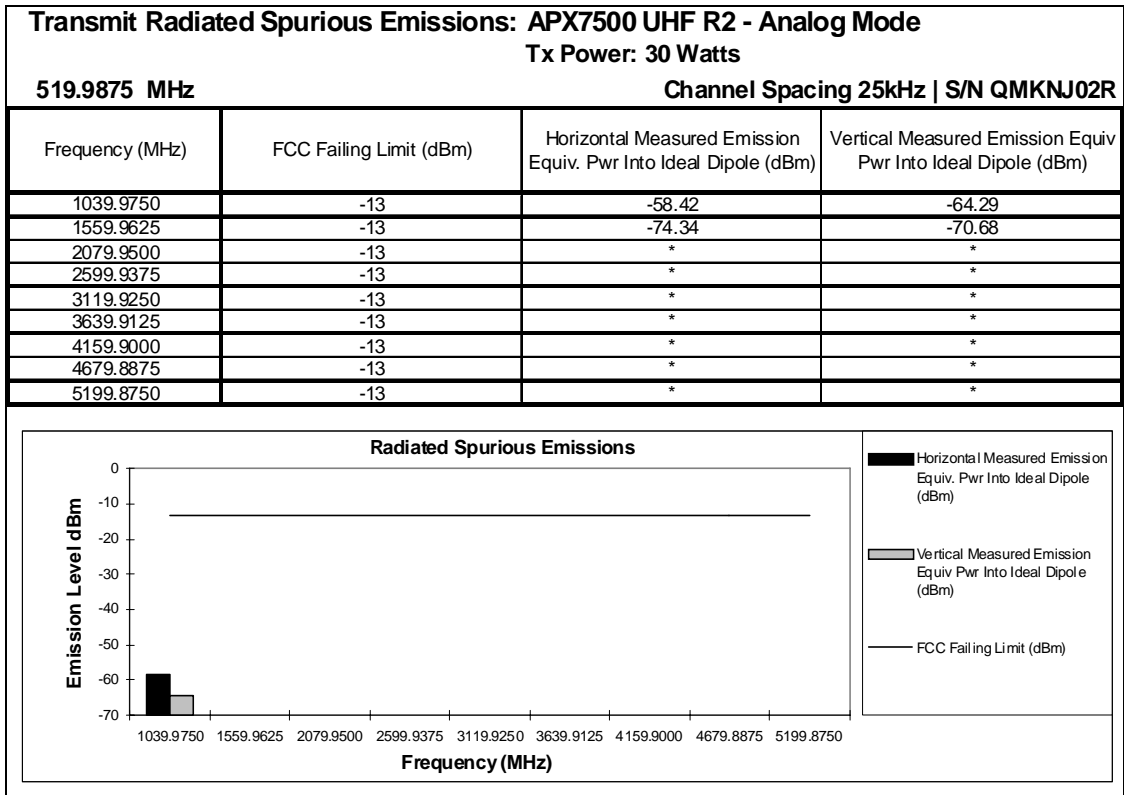 Transmit Radiated Spurious Emissions: APX7500 UHF R2 - Analog Mode
Tx Power: 30 Watts
519.9875 MHz Channel Spacing 25kHz | S/N QMKNJ02R
Frequency (MHz) FCC Failing Limit (dBm) Horizontal Measured Emission Equiv. Pwr Into Ideal Dipole (dBm) Vertical Measured Emission Equiv Pwr Into Ideal Dipole (dBm)
1039.9750 -13 -58.42 -64.29
1559.9625 -13 -74.34 -70.68
2079.9500 -13 * *
2599.9375 -13 * *
3119.9250 -13 * *
3639.9125 -13 * *
4159.9000 -13 * *
4679.8875 -13 * *
5199.8750 -13 * *
Radiated Spurious Emissions
Emission Level dBm
0
-10
-20
-30
-40
-50
-60
-70
1039.9750 1559.9625 2079.9500 2599.9375 3119.9250 3639.9125 4159.9000 4679.8875 5199.8750
Frequency (MHz)
Horizontal Measured Emission
Equiv. Pwr Into Ideal Dipole
(dBm)
Vertical Measured Emission
Equiv Pwr Into Ideal Dipole
(dBm)
FCC Failing Limit (dBm)